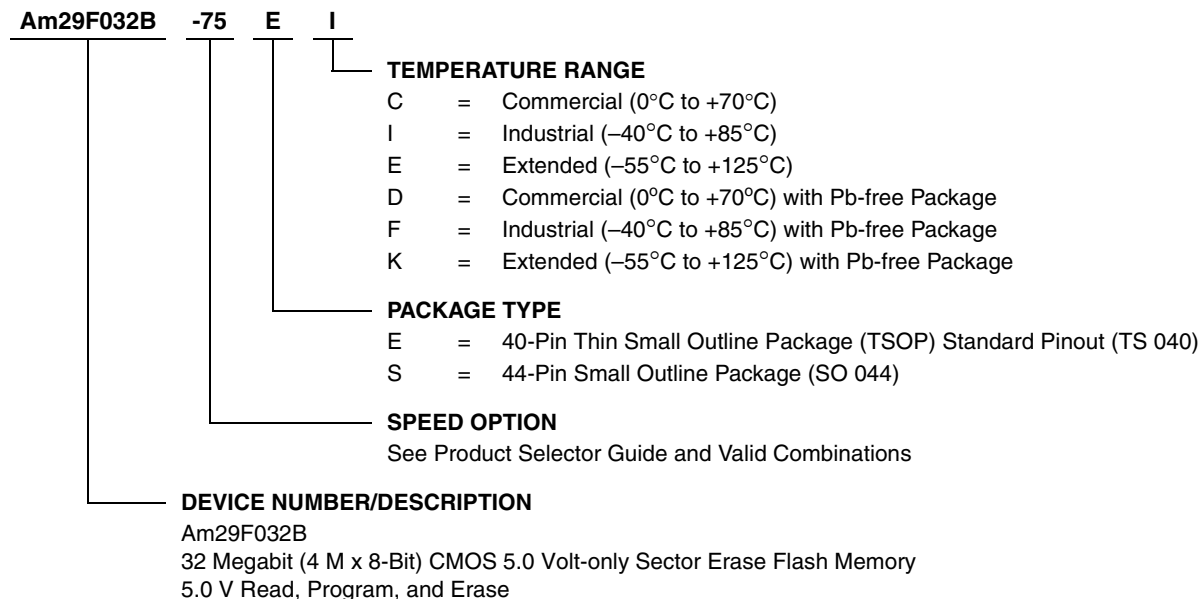 Am29F032B -75 E I
TEMPERATURE RANGE
C = Commercial (0°C to +70°C)
I = Industrial (–40°C to +85°C)
E = Extended (–55°C to +125°C)
D = Commercial (0ºC to +70ºC) with Pb-free Package
F = Industrial (–40°C to +85°C) with Pb-free Package
K = Extended (–55°C to +125°C) with Pb-free Package
PACKAGE TYPE
E = 40-Pin Thin Small Outline Package (TSOP) Standard Pinout (TS 040)
S = 44-Pin Small Outline Package (SO 044)
SPEED OPTION
See Product Selector Guide and Valid Combinations
DEVICE NUMBER/DESCRIPTION
Am29F032B
32 Megabit (4 M x 8-Bit) CMOS 5.0 Volt-only Sector Erase Flash Memory
5.0 V Read, Program, and Erase